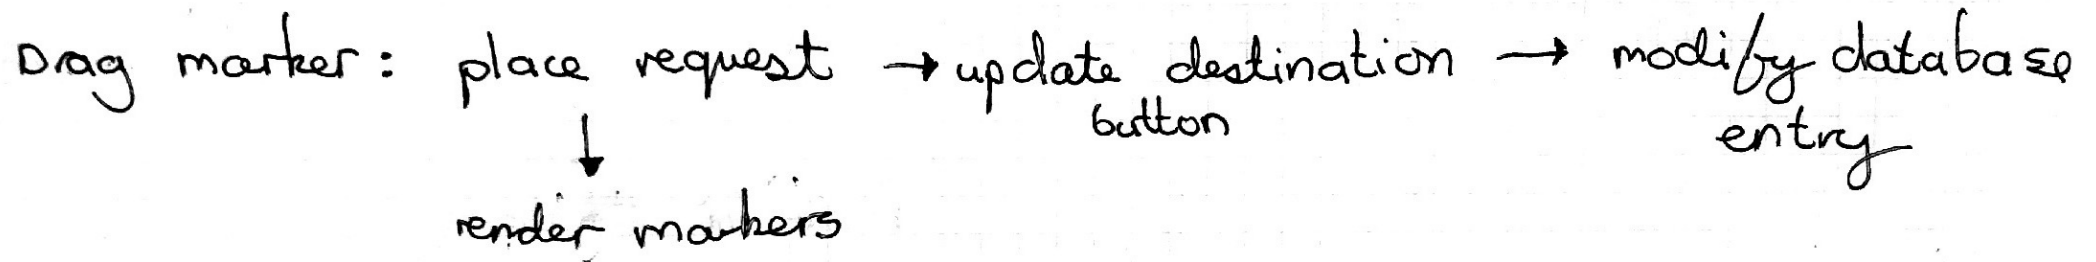 Drag marker: place request → update destination → modify database
button
entry
↓
render markers